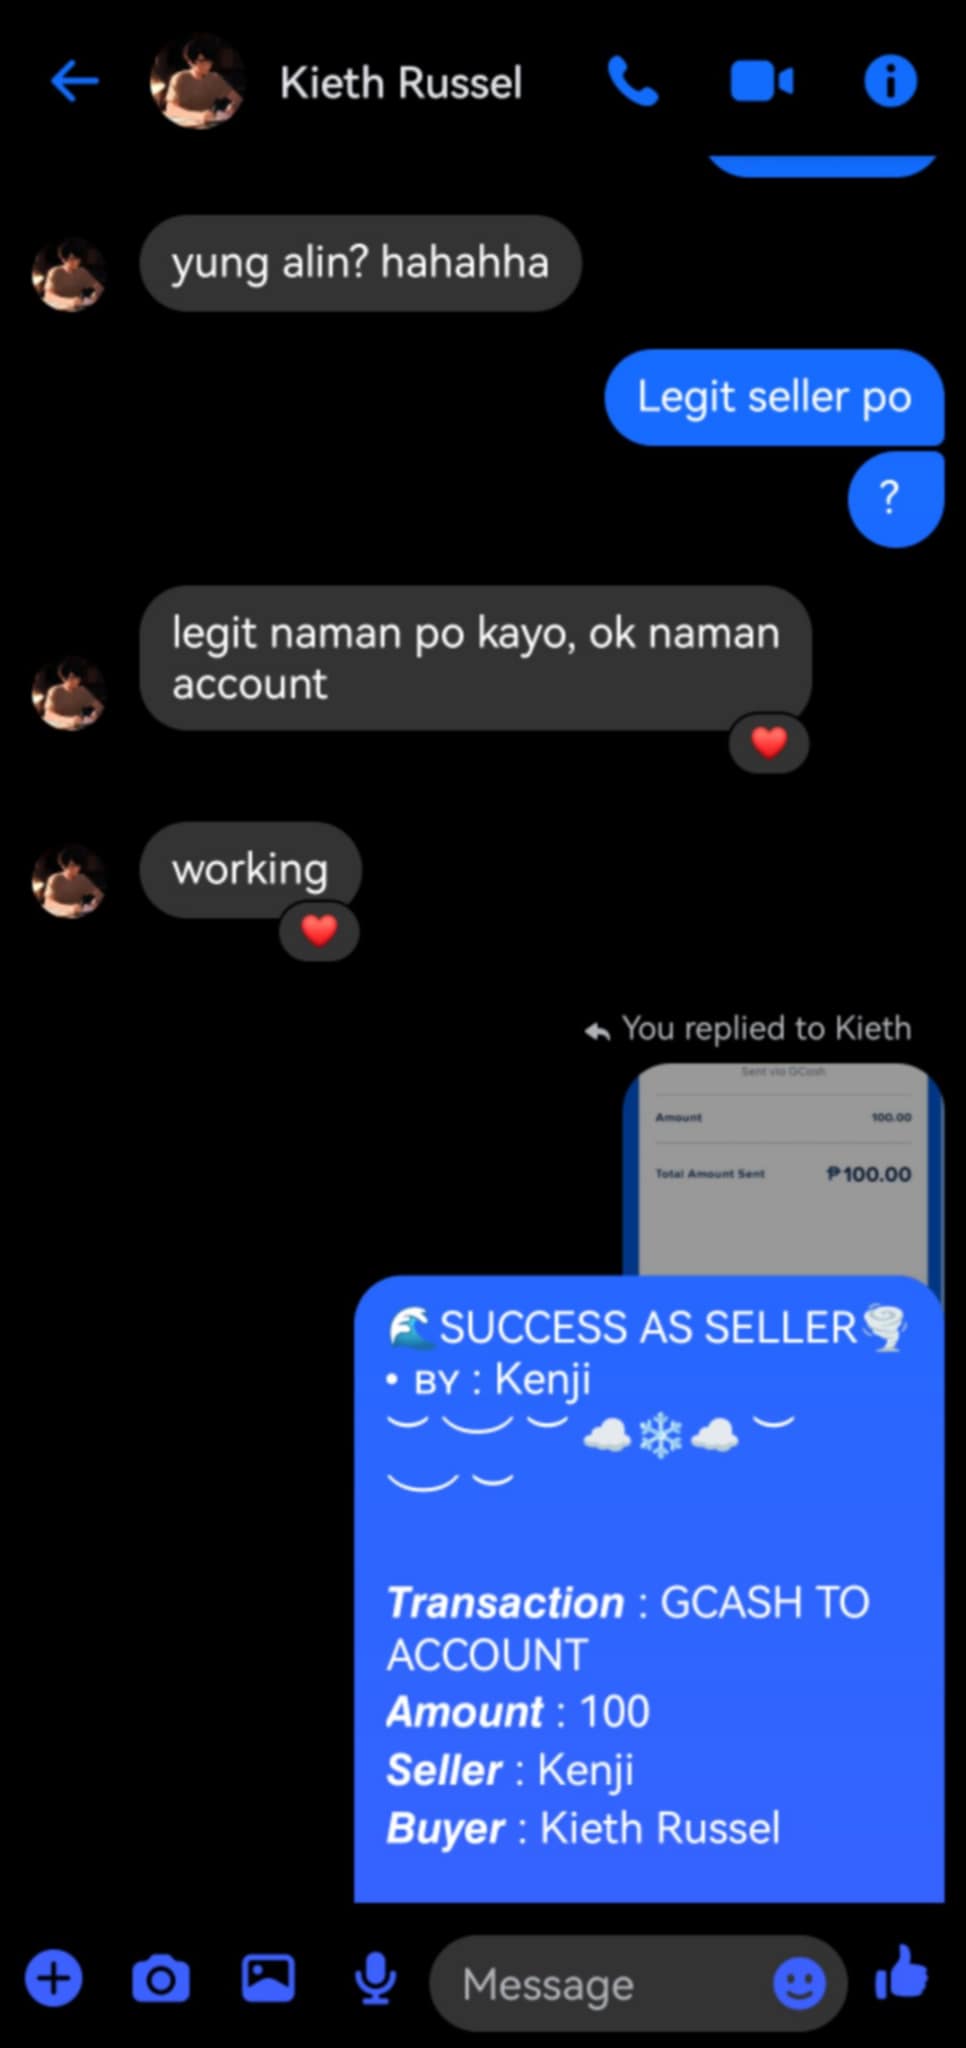 Kieth Russel
yung alin? hahahha
Legit seller po
?
legit naman po kayo, ok naman
account
working
You replied to Kieth
Sent via GCash
Amount 100.00
Total Amount Sent ₱100.00
🌊SUCCESS AS SELLER🌪️
• ʙʏ : Kenji
︶ ︶ ︶ ☁️❄️☁️ ︶
︶ ︶
Transaction : GCASH TO
ACCOUNT
Amount : 100
Seller : Kenji
Buyer : Kieth Russel
Message